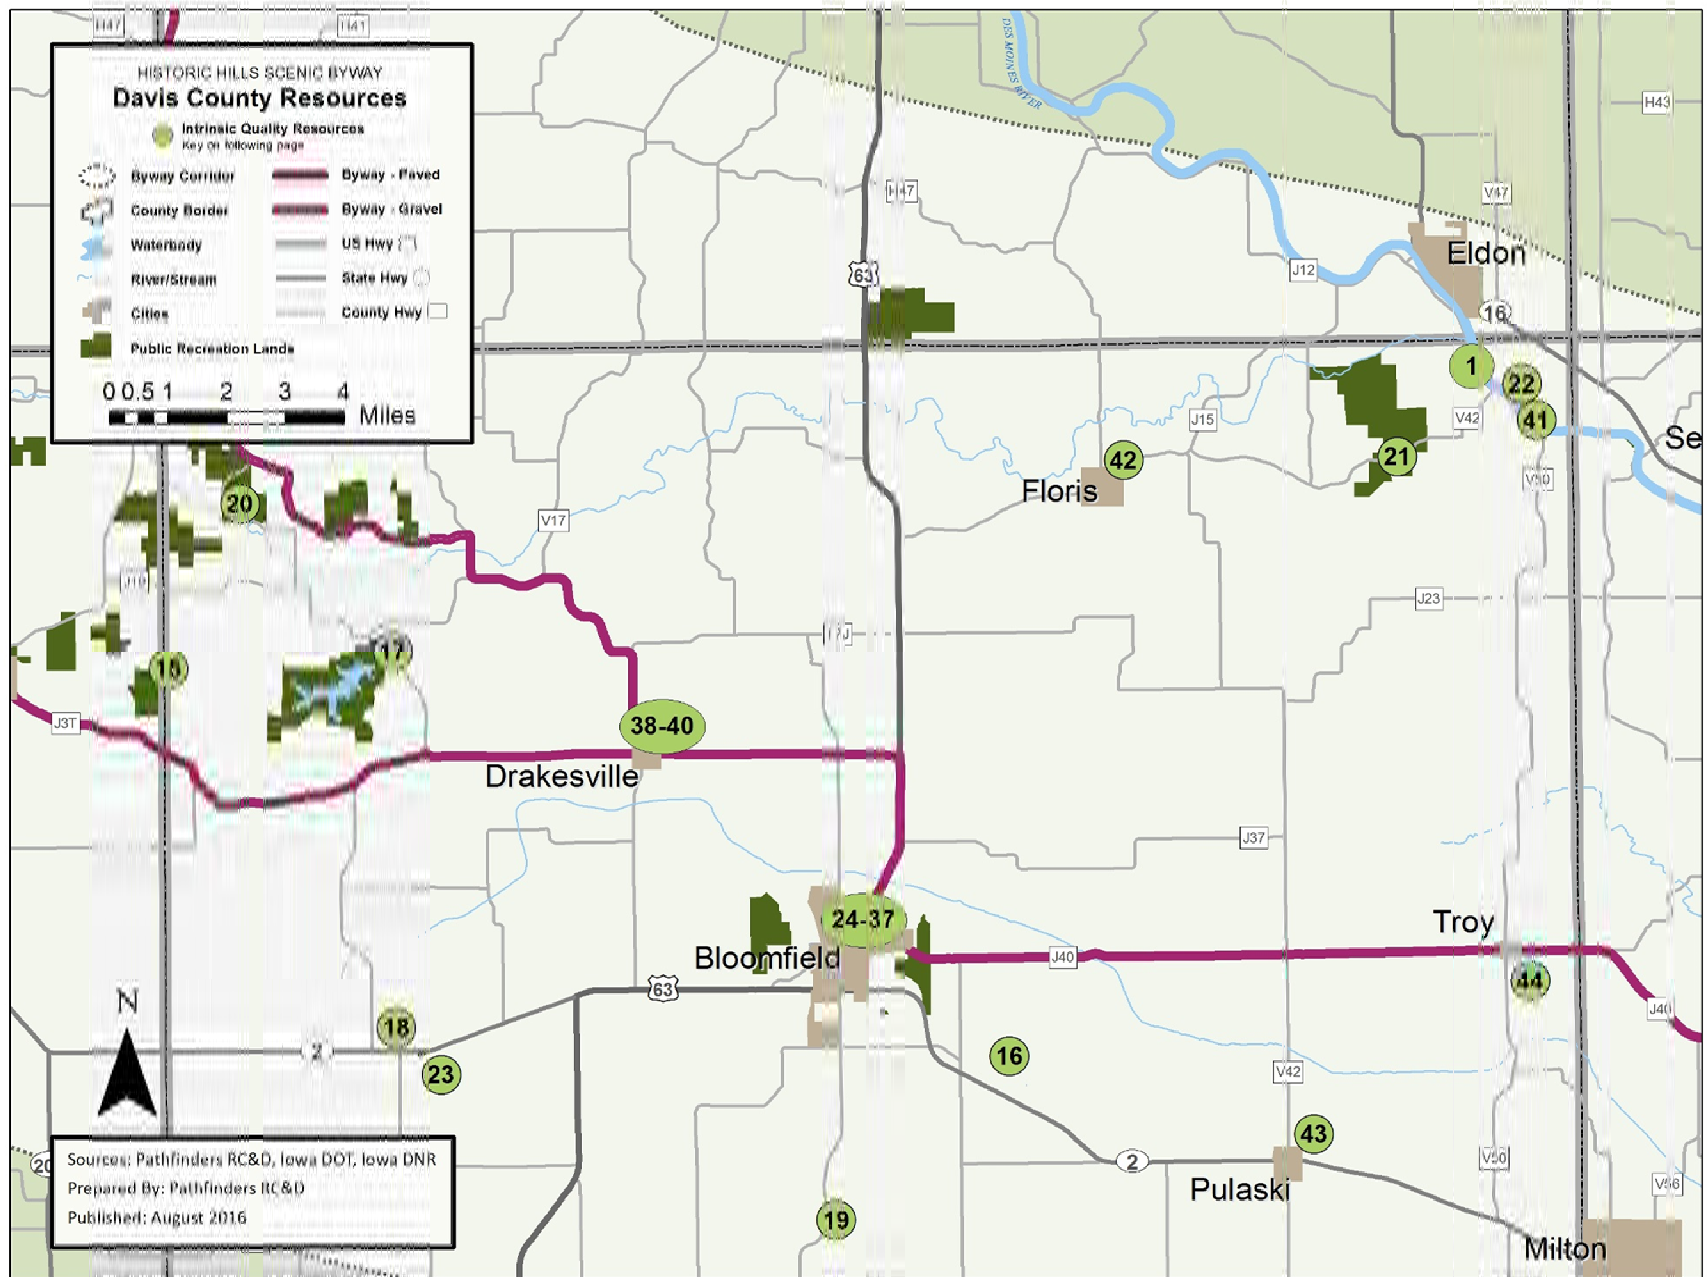 H47
H41
HISTORIC HILLS SCENIC BYWAY
Davis County Resources
Intrinsic Quality Resources
Key on following page
Byway Corridor
Byway - Paved
County Border
Byway - Gravel
Waterbody
US Hwy
River/Stream
State Hwy
Cities
County Hwy
Public Recreation Lands
0 0.5 1 2 3 4
Miles
DES MOINES RIVER
H43
V47
H47
Eldon
63
J12
16
1
22
41
V42
J15
Se
21
42
Floris
V50
20
V17
J23
J3T
38-40
Drakesville
J37
24-37
Bloomfield
Troy
J40
44
J40
N
63
18
2
23
16
V42
43
2
Pulaski
V50
V56
19
Milton
20
Sources: Pathfinders RC&D, Iowa DOT, Iowa DNR
Prepared By: Pathfinders RC&D
Published: August 2016